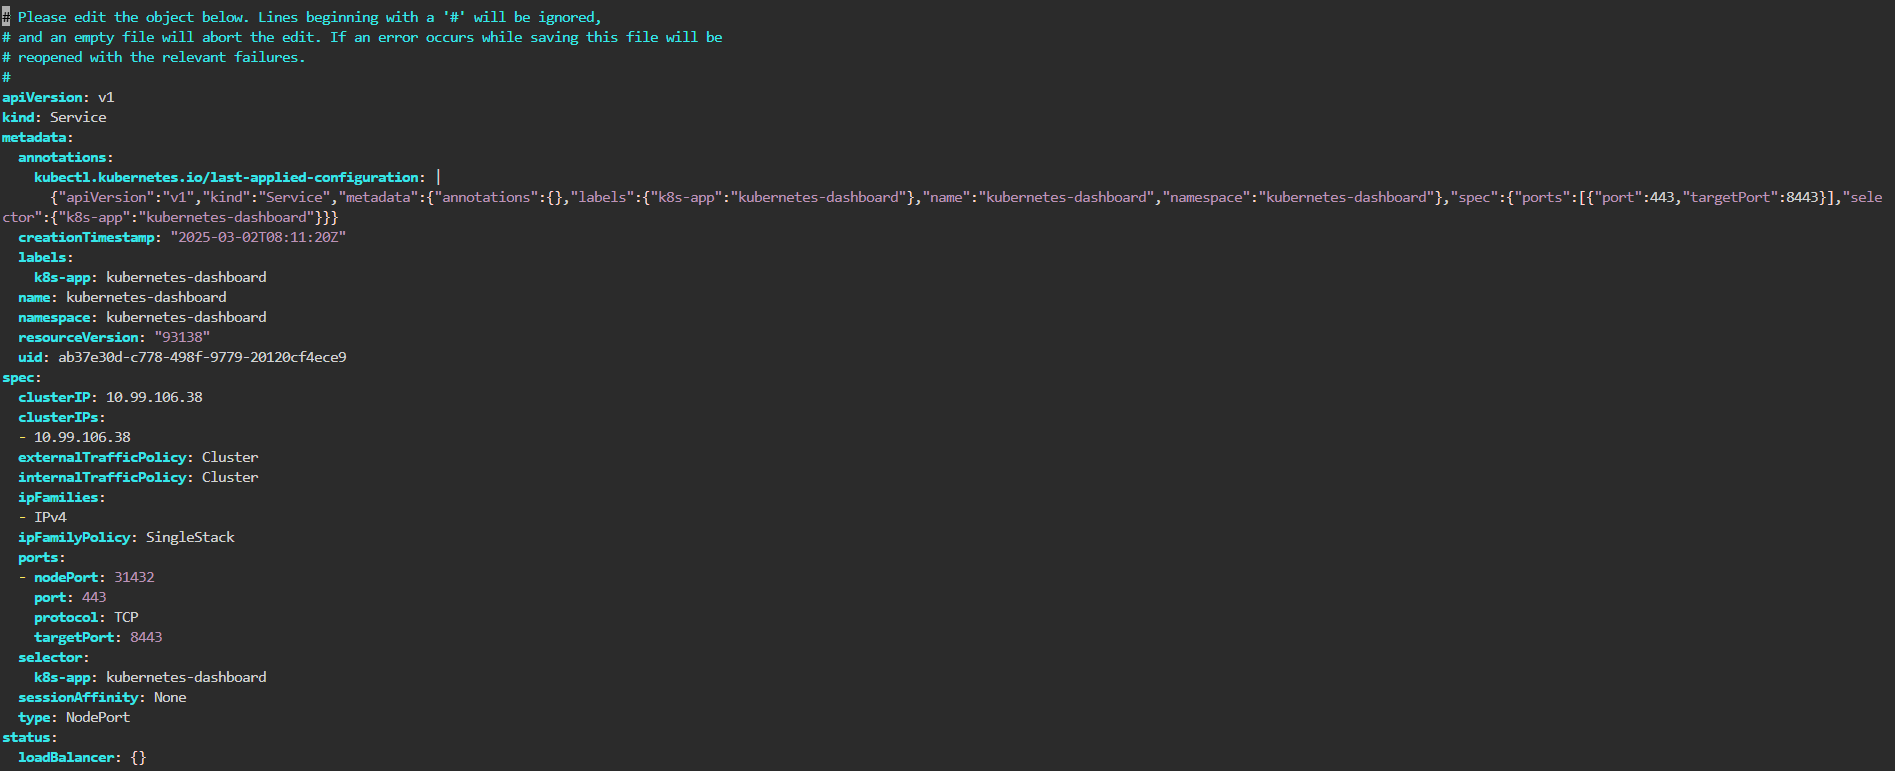 # Please edit the object below. Lines beginning with a '#' will be ignored,
# and an empty file will abort the edit. If an error occurs while saving this file will be
# reopened with the relevant failures.
#
apiVersion: v1
kind: Service
metadata:
  annotations:
    kubectl.kubernetes.io/last-applied-configuration: |
      {"apiVersion":"v1","kind":"Service","metadata":{"annotations":{},"labels":{"k8s-app":"kubernetes-dashboard"},"name":"kubernetes-dashboard","namespace":"kubernetes-dashboard"},"spec":{"ports":[{"port":443,"targetPort":8443}],"sele
ctor":{"k8s-app":"kubernetes-dashboard"}}}
  creationTimestamp: "2025-03-02T08:11:20Z"
  labels:
    k8s-app: kubernetes-dashboard
  name: kubernetes-dashboard
  namespace: kubernetes-dashboard
  resourceVersion: "93138"
  uid: ab37e30d-c778-498f-9779-20120cf4ece9
spec:
  clusterIP: 10.99.106.38
  clusterIPs:
  - 10.99.106.38
  externalTrafficPolicy: Cluster
  internalTrafficPolicy: Cluster
  ipFamilies:
  - IPv4
  ipFamilyPolicy: SingleStack
  ports:
  - nodePort: 31432
    port: 443
    protocol: TCP
    targetPort: 8443
  selector:
    k8s-app: kubernetes-dashboard
  sessionAffinity: None
  type: NodePort
status:
  loadBalancer: {}